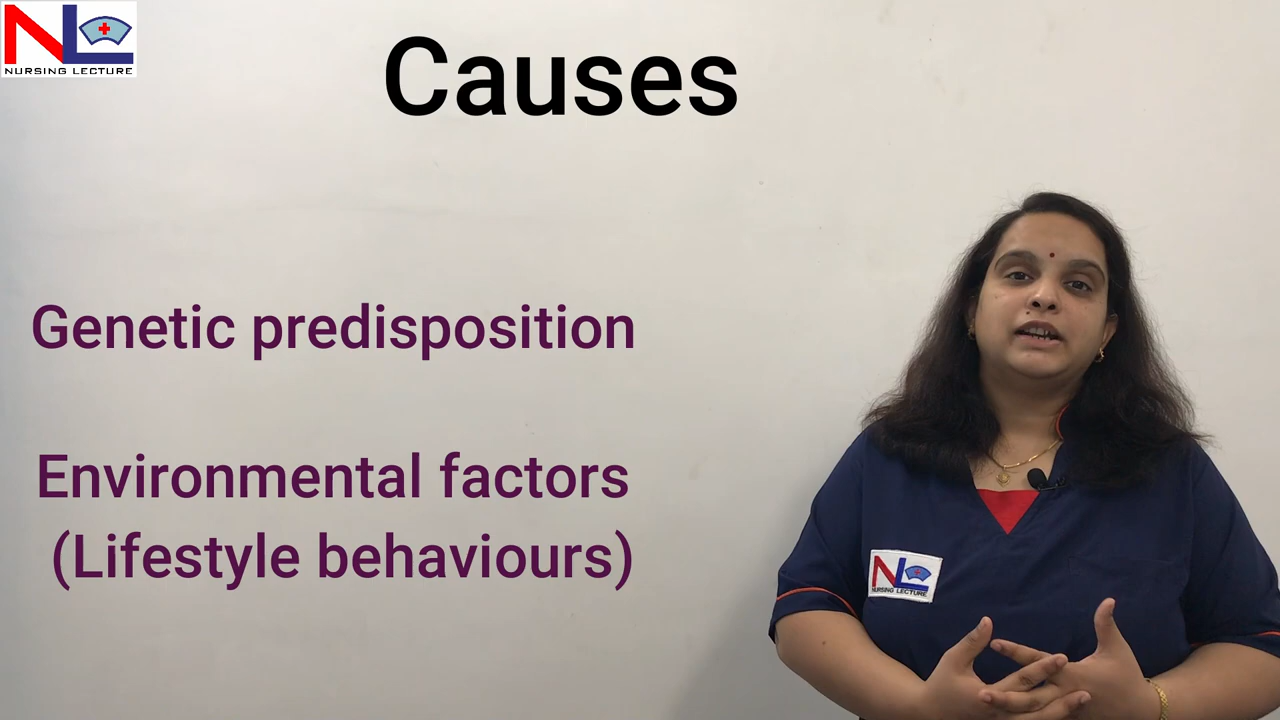 NURSING LECTURE
Causes
Genetic predisposition
Environmental factors
(Lifestyle behaviours)
NURSING LECTURE